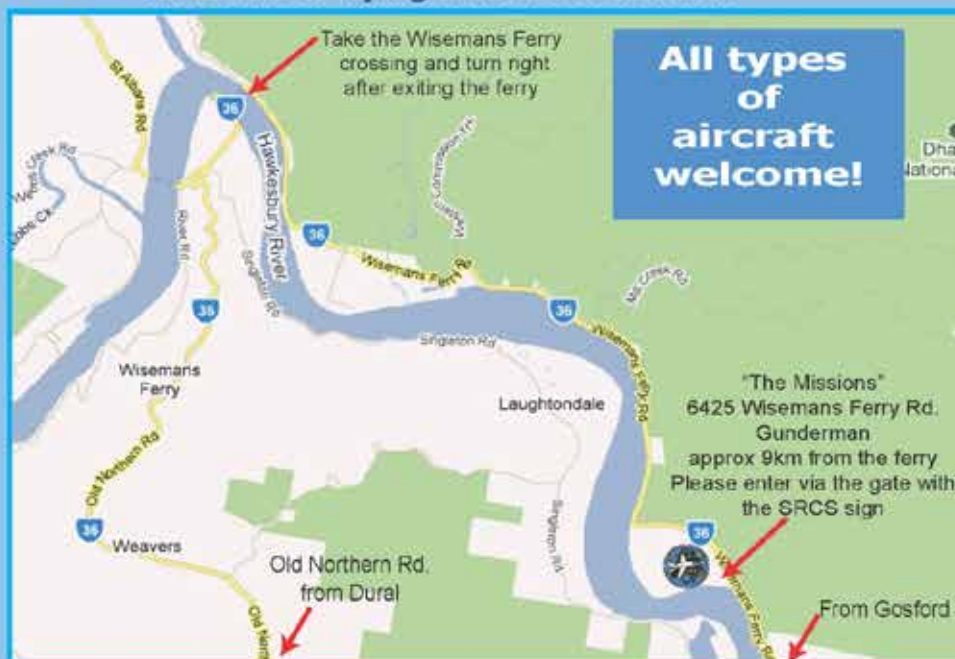 Take the Wisemans Ferry
crossing and turn right
after exiting the ferry
All types
of
aircraft
welcome!
St Albans Rd
36
Hawkesbury River
Webbs Creek Rd
River Rd
Singleton Rd
36
Wisemans Ferry Rd
Mill Creek Rd
36
36
Singleton Rd
Wisemans Ferry Rd
Wisemans
Ferry
Laughtondale
"The Missions"
6425 Wisemans Ferry Rd.
Gunderman
approx 9km from the ferry
Please enter via the gate with
the SRCS sign
Old Northern Rd
Singleton Rd
36
Weavers
36
Old Northern Rd.
from Dural
Wisemans Ferry Rd
From Gosford